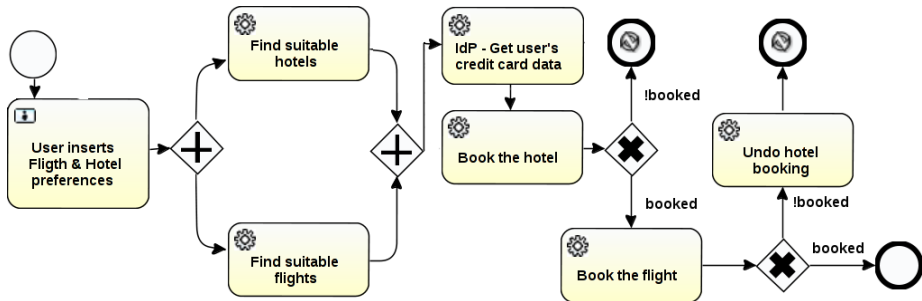 User inserts
Fligth & Hotel
preferences
Find suitable
hotels
Find suitable
flights
IdP - Get user's
credit card data
Book the hotel
!booked
booked
Book the flight
Undo hotel
booking
!booked
booked